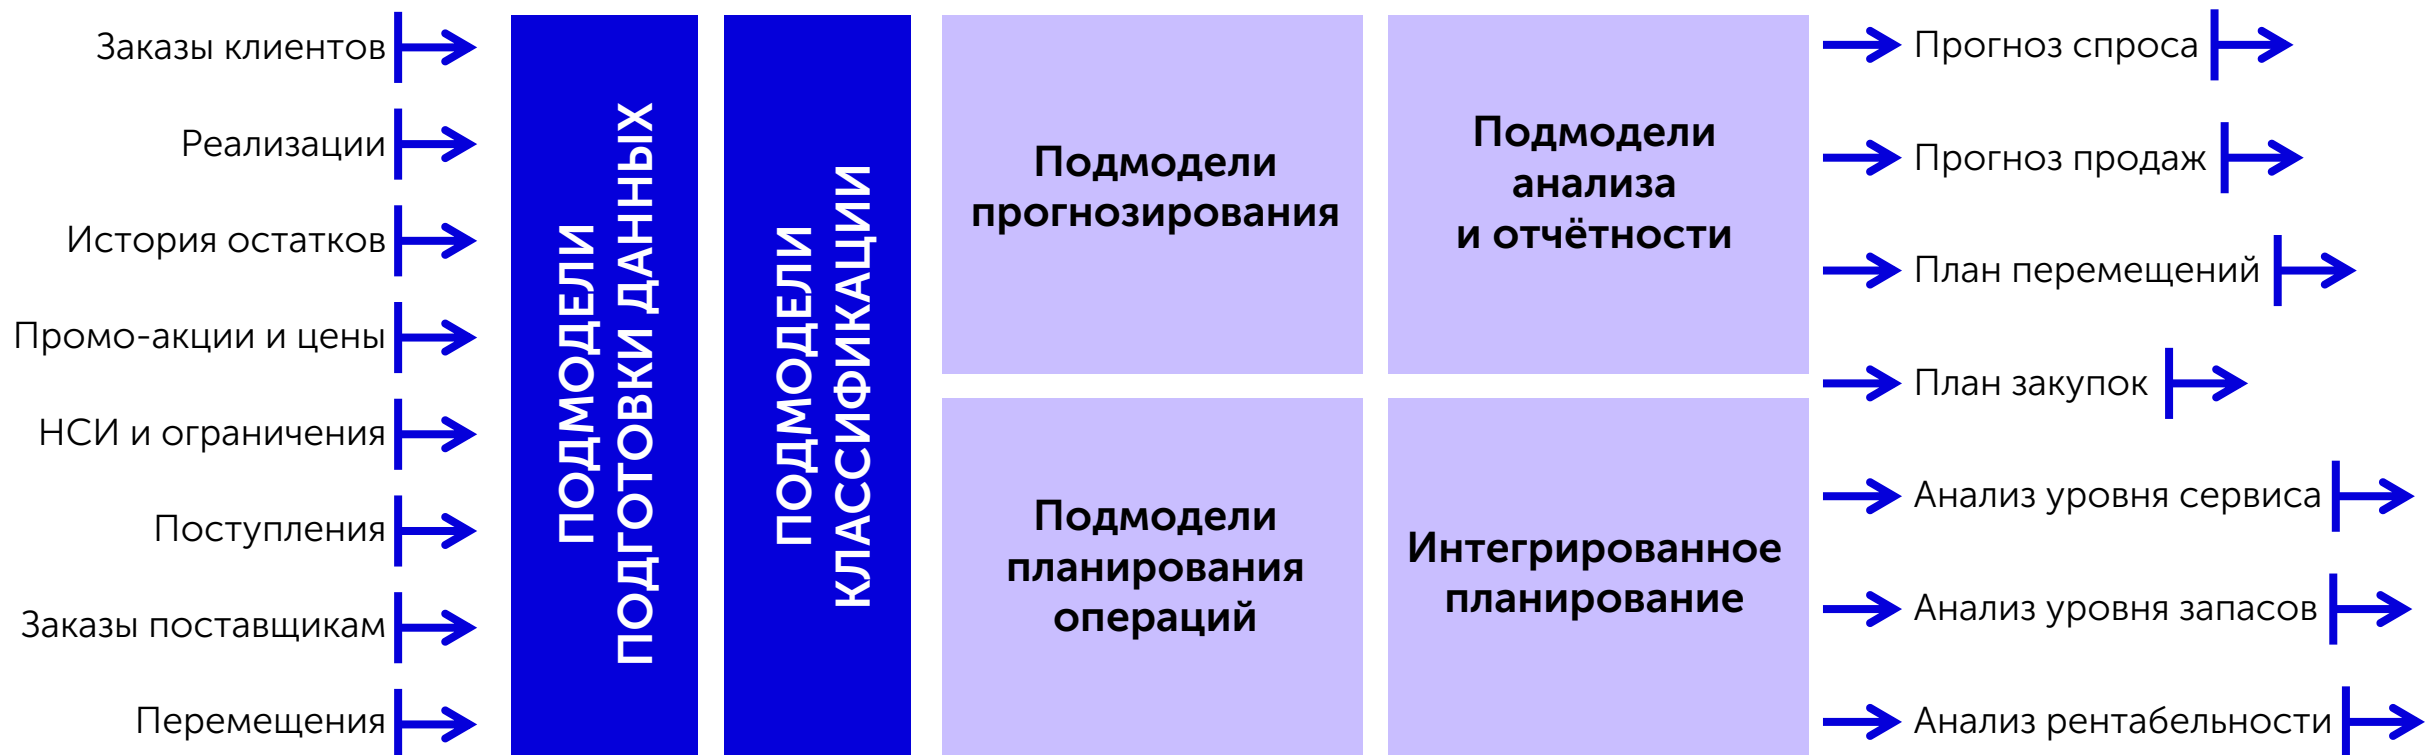 Заказы клиентов
Реализации
История остатков
Промо-акции и цены
НСИ и ограничения
Поступления
Заказы поставщикам
Перемещения
ПОДМОДЕЛИ
ПОДГОТОВКИ ДАННЫХ
ПОДМОДЕЛИ
КЛАССИФИКАЦИИ
Подмодели
прогнозирования
Подмодели
анализа
и отчётности
Подмодели
планирования
операций
Интегрированное
планирование
Прогноз спроса
Прогноз продаж
План перемещений
План закупок
Анализ уровня сервиса
Анализ уровня запасов
Анализ рентабельности